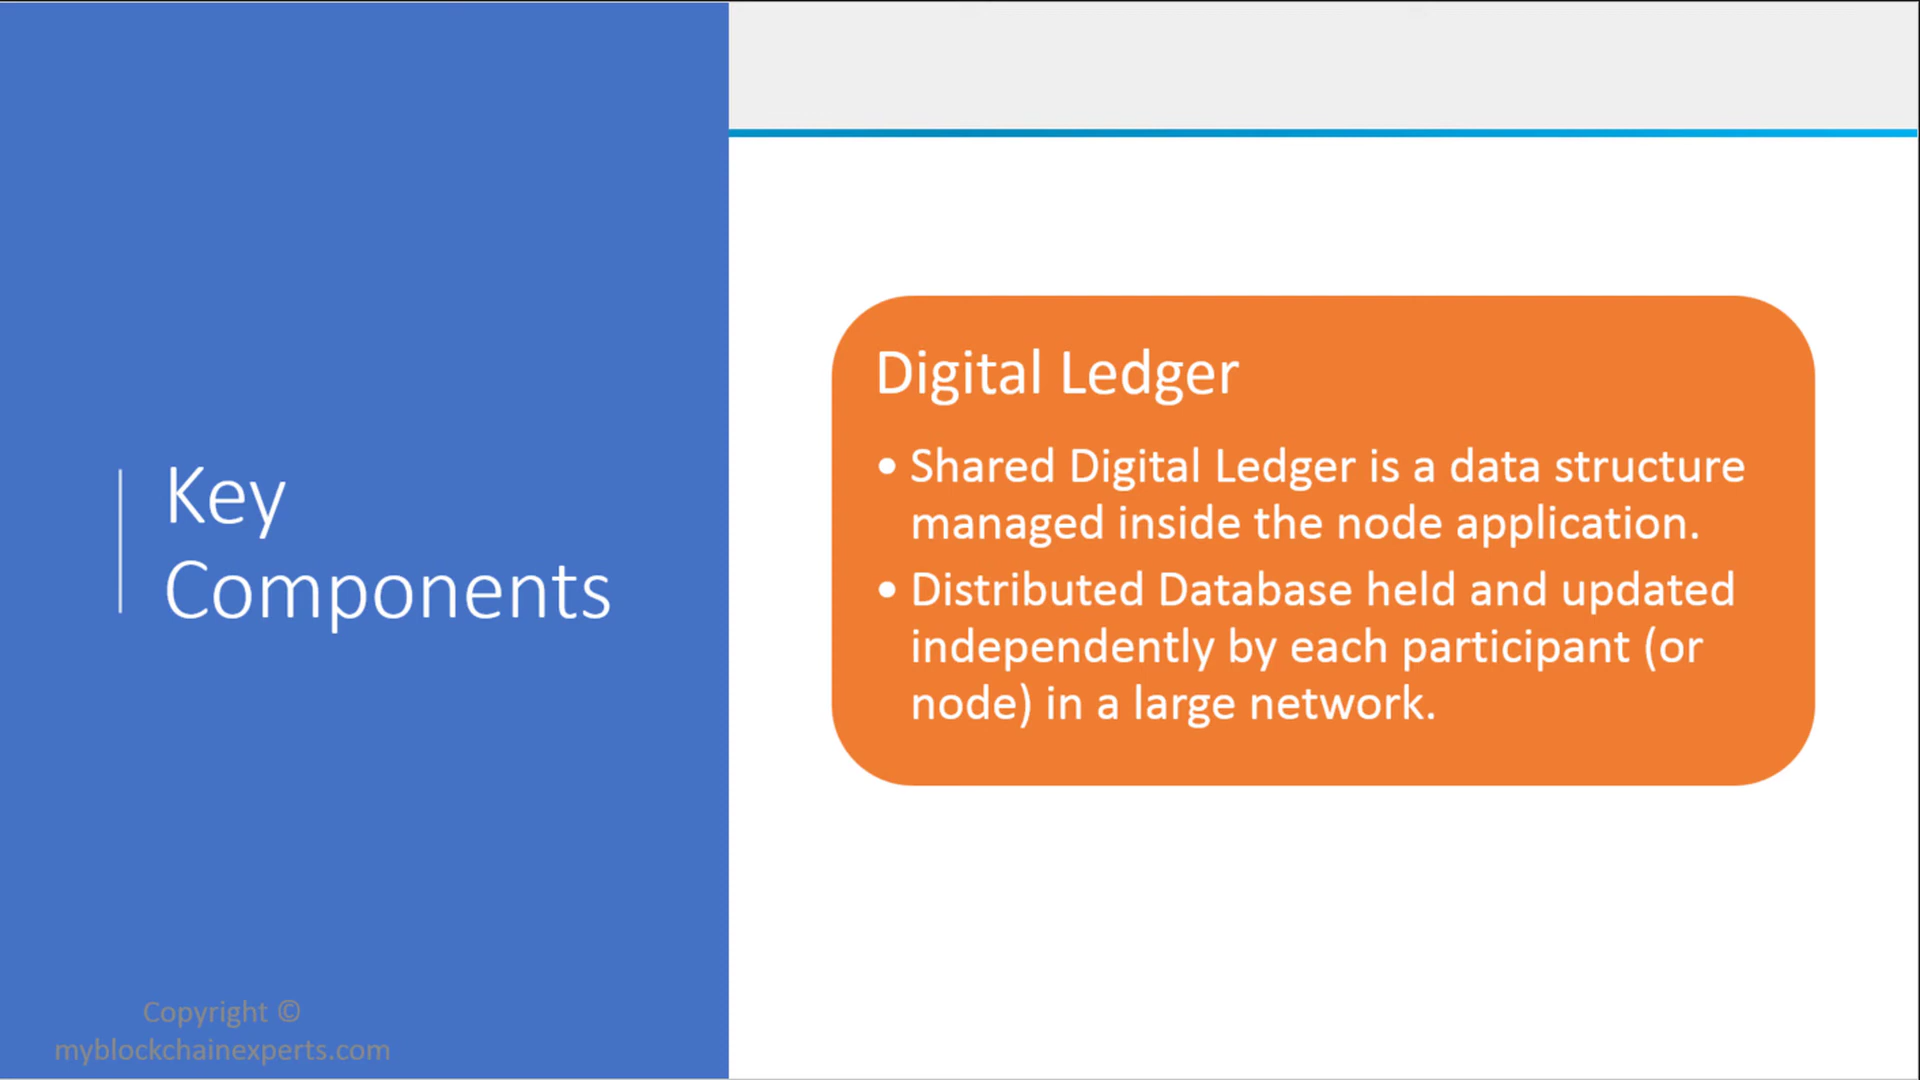 Key
Components
Digital Ledger
• Shared Digital Ledger is a data structure
managed inside the node application.
• Distributed Database held and updated
independently by each participant (or
node) in a large network.
Copyright ©
myblockchainexperts.com